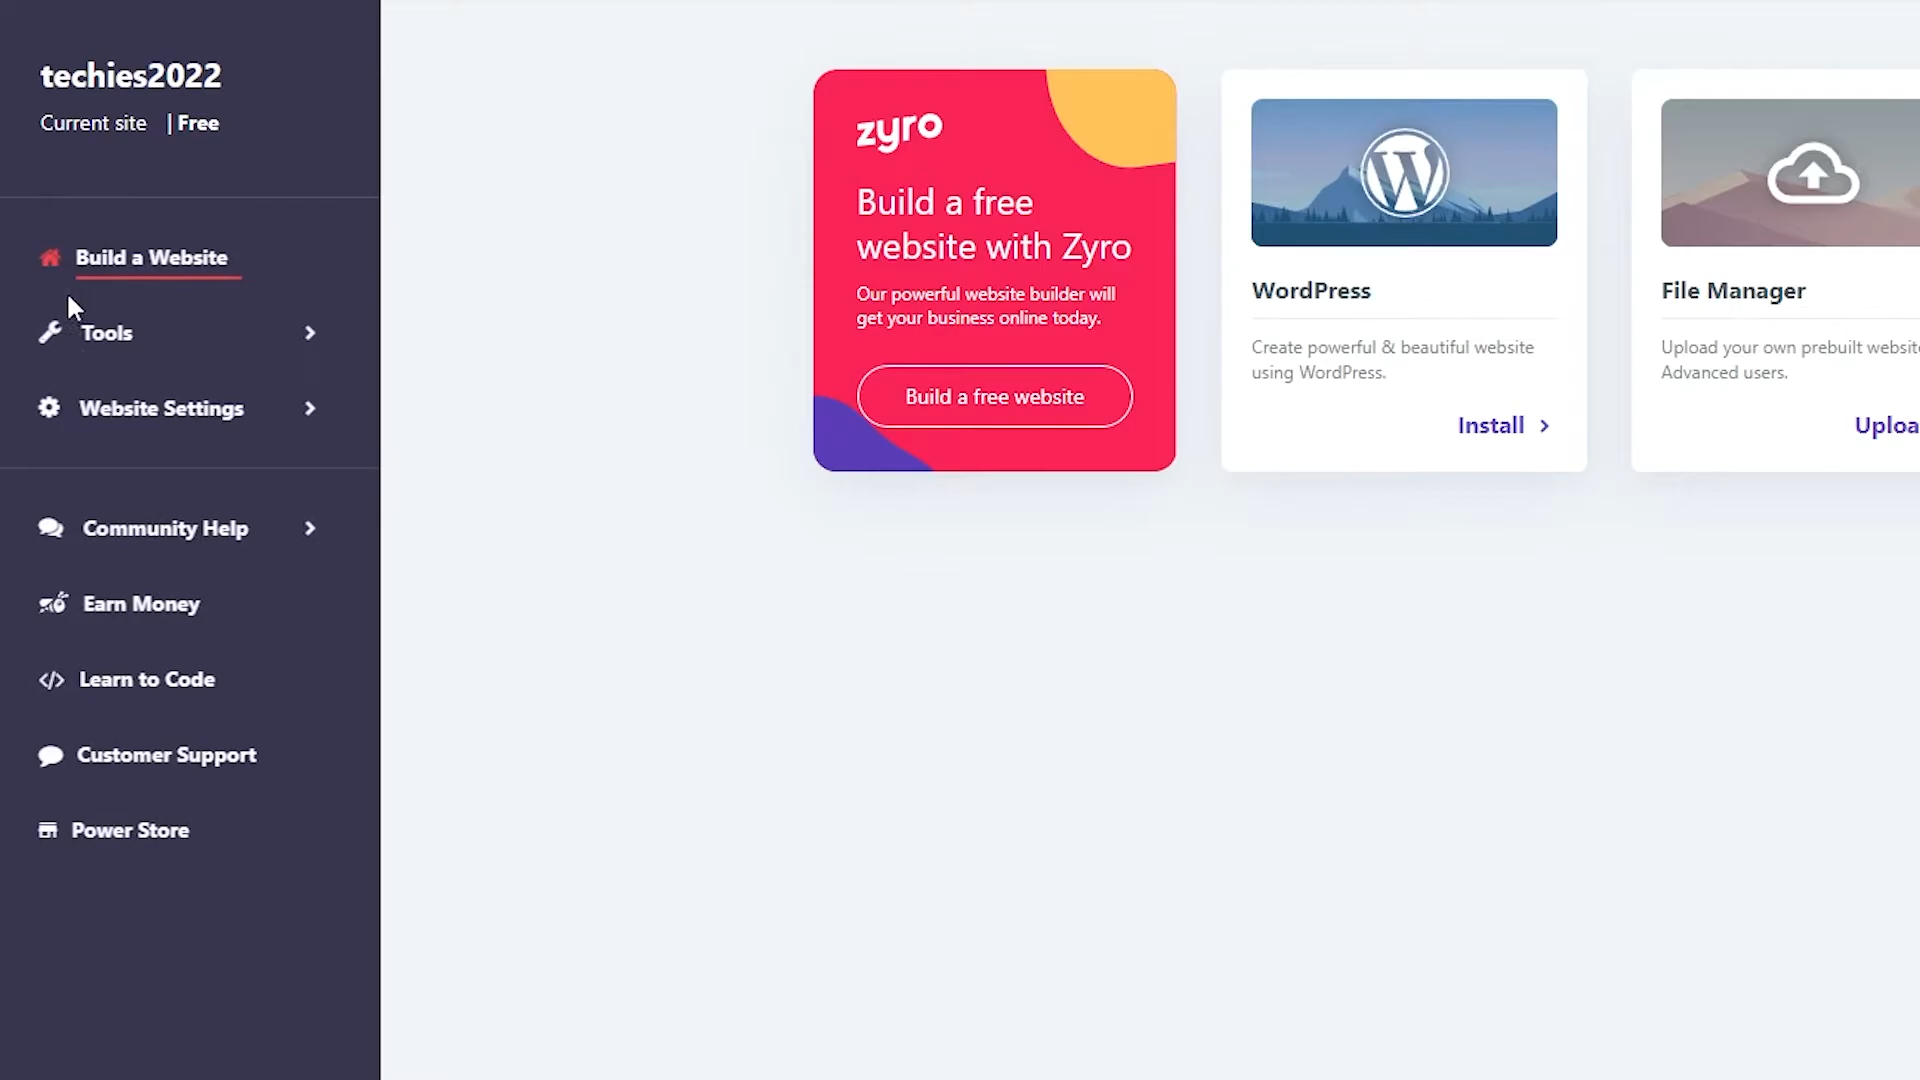 techies2022
Current site | Free
Build a Website
Tools
Website Settings
Community Help
Earn Money
Learn to Code
Customer Support
Power Store
zyro
Build a free
website with Zyro
Our powerful website builder will
get your business online today.
Build a free website
WordPress
Create powerful & beautiful website
using WordPress.
Install
File Manager
Upload your own prebuilt website
Advanced users.
Uploa